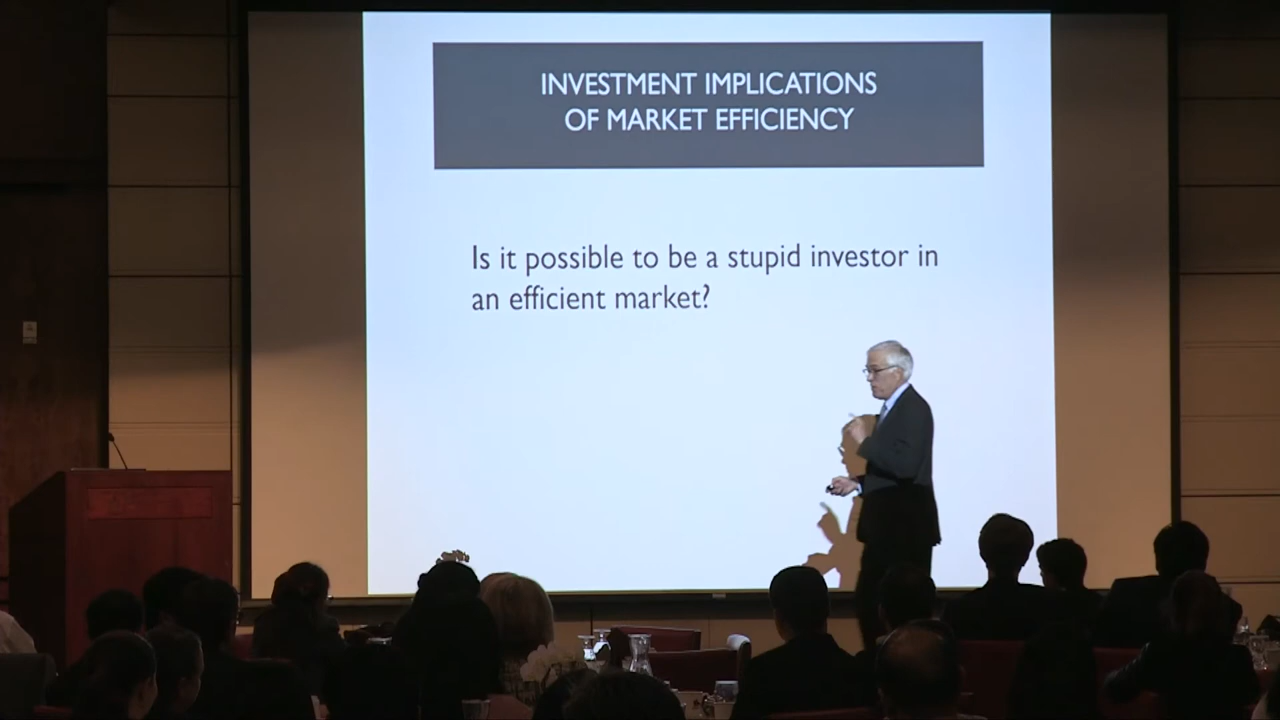 INVESTMENT IMPLICATIONS
OF MARKET EFFICIENCY
Is it possible to be a stupid investor in
an efficient market?